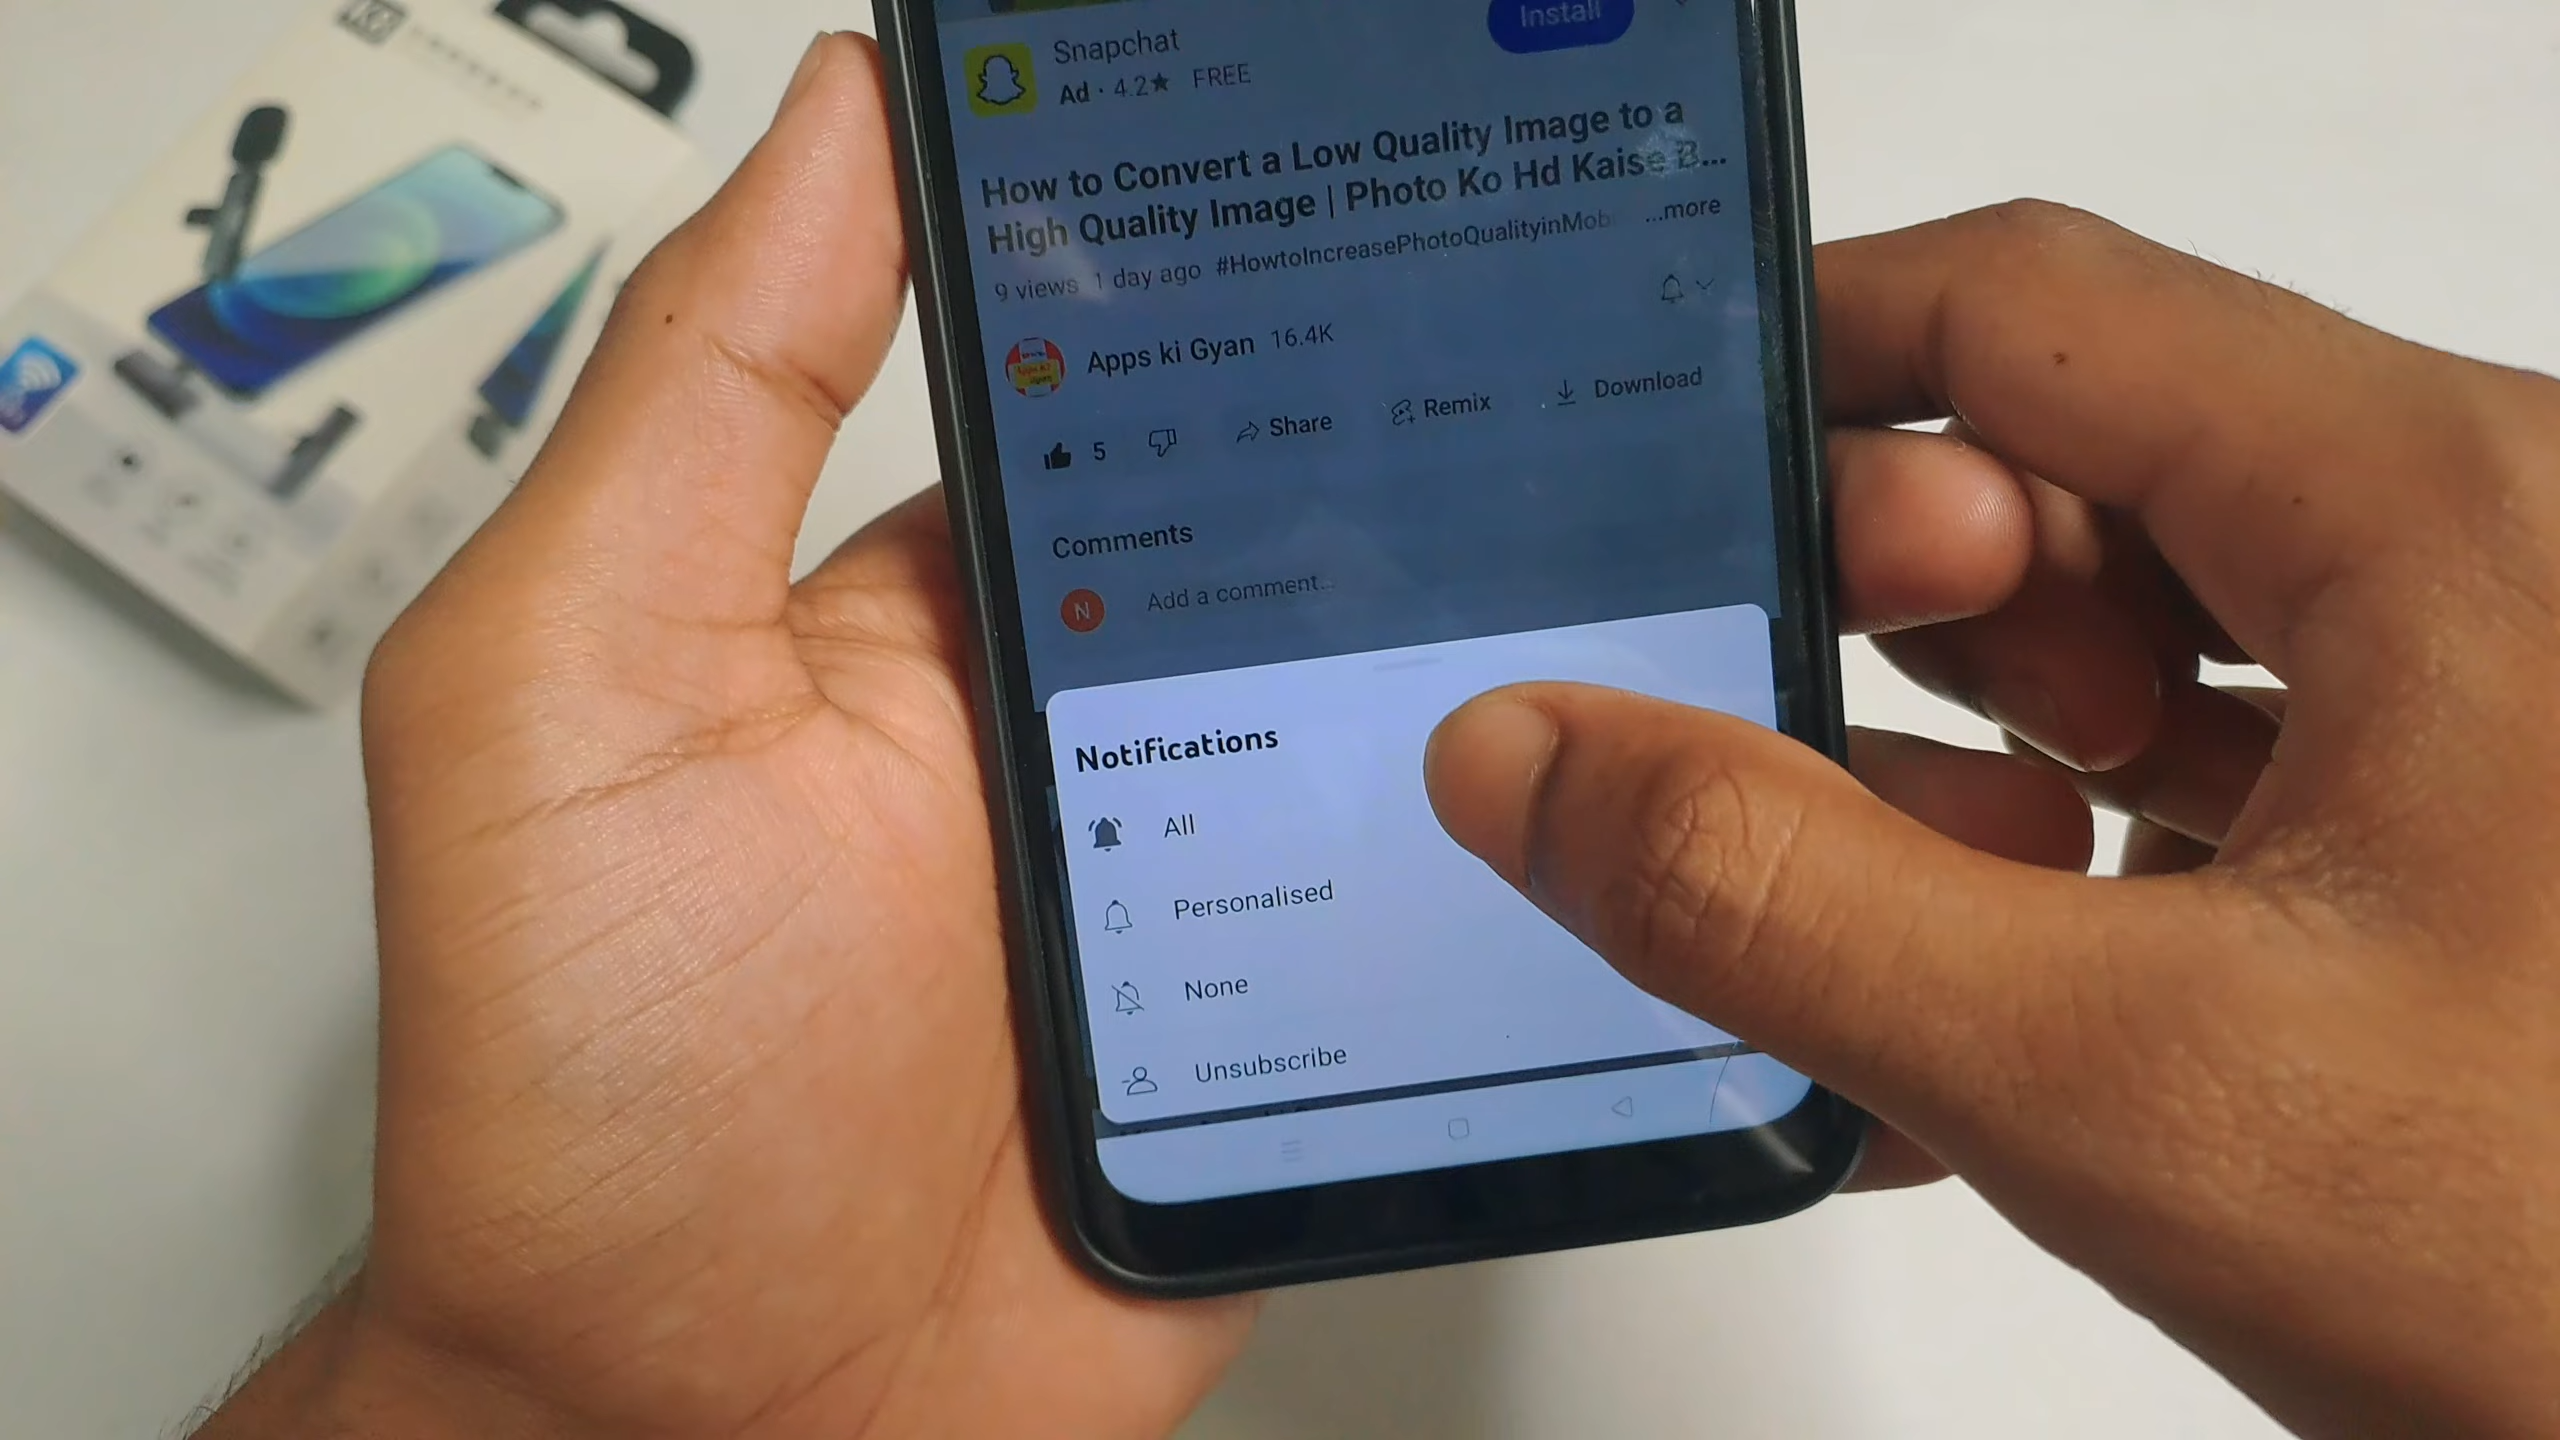 K9
Install
Snapchat
Ad · 4.2★ FREE
How to Convert a Low Quality Image to a
High Quality Image | Photo Ko Hd Kaise B...
9 views 1 day ago #HowtoIncreasePhotoQualityinMob ...more
Apps ki Gyan 16.4K
5 Share Remix Download
Comments
N Add a comment...
Notifications
All
Personalised
None
Unsubscribe